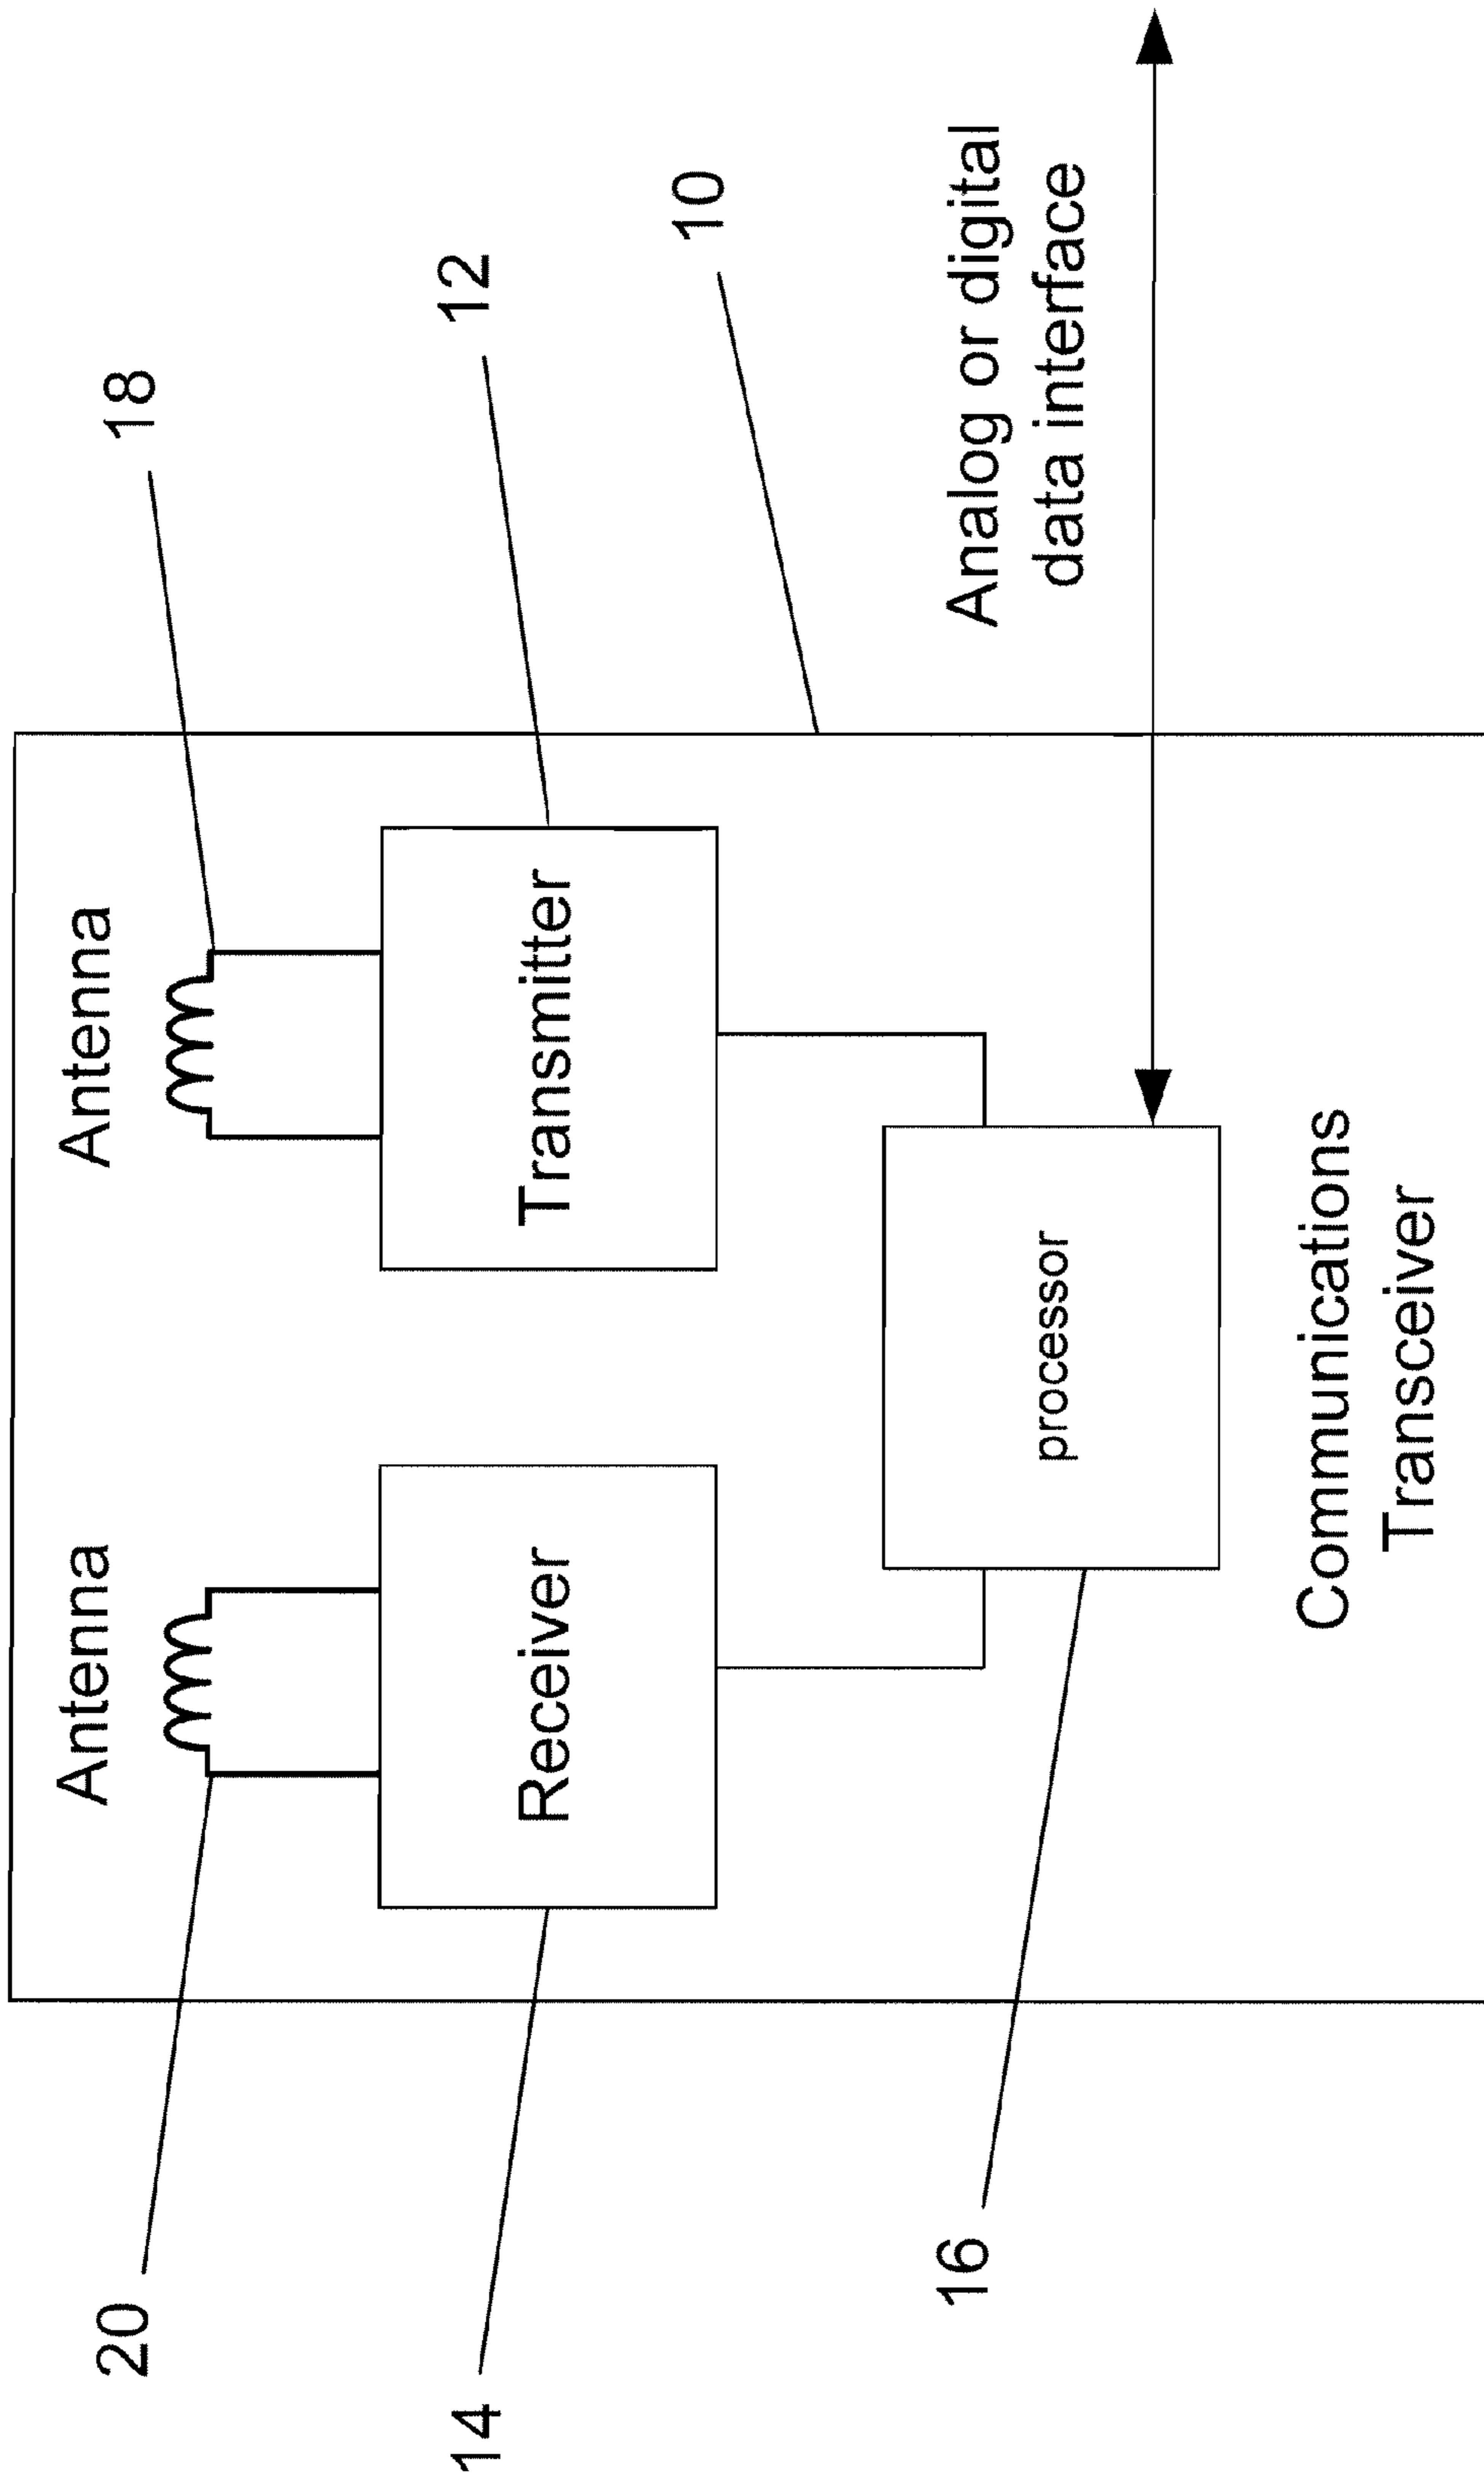 Antenna
Antenna
20
18
Receiver
Transmitter
14
12
10
processor
16
Analog or digital
data interface
Communications
Transceiver